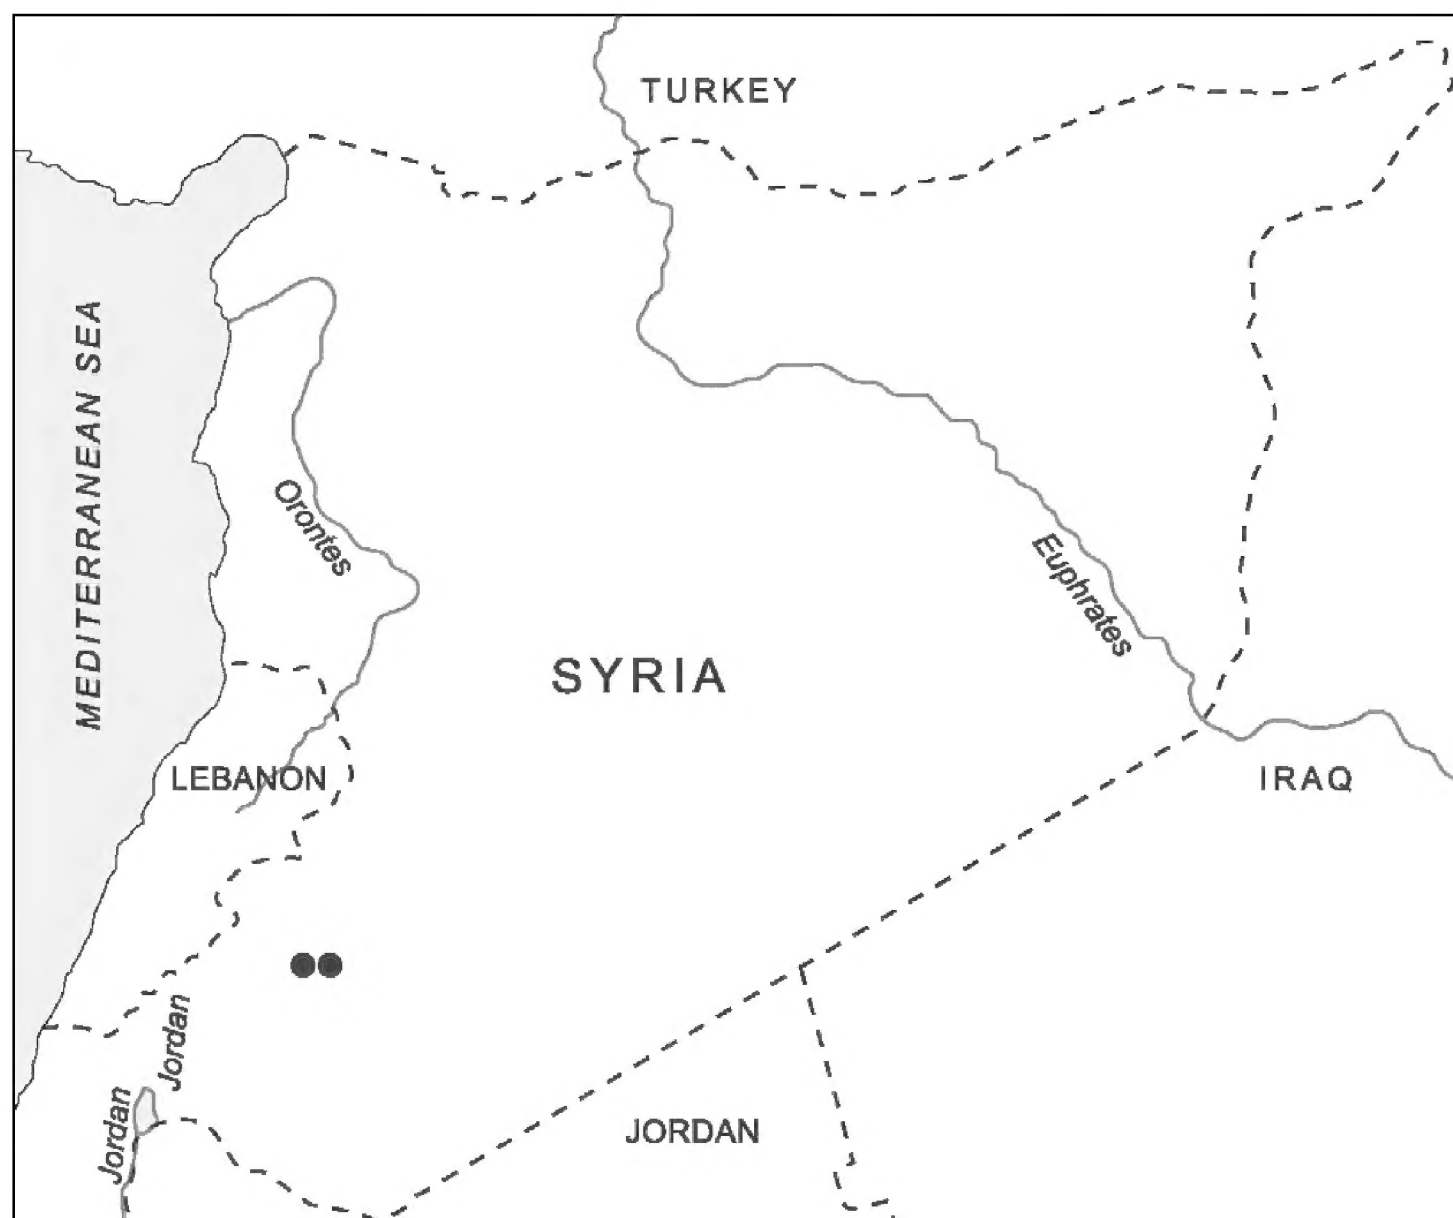 TURKEY
MEDITERRANEAN SEA
Orontes
Euphrates
SYRIA
LEBANON
IRAQ
Jordan
Jordan
JORDAN